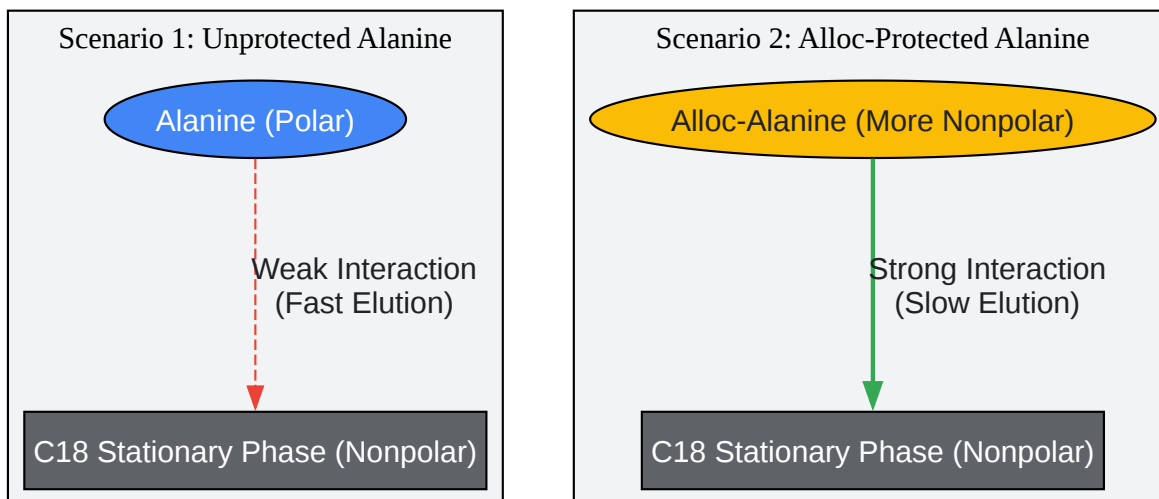 Scenario 1: Unprotected Alanine
Alanine (Polar)
Weak Interaction
(Fast Elution)
C18 Stationary Phase (Nonpolar)
Scenario 2: Alloc-Protected Alanine
Alloc-Alanine (More Nonpolar)
Strong Interaction
(Slow Elution)
C18 Stationary Phase (Nonpolar)